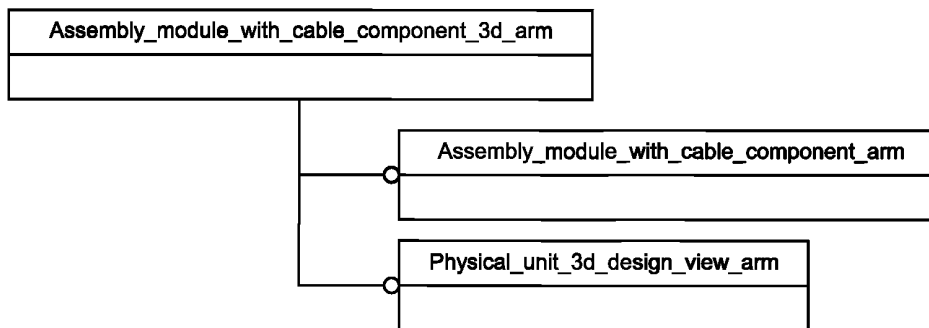 Assembly_module_with_cable_component_3d_arm
Assembly_module_with_cable_component_arm
Physical_unit_3d_design_view_arm